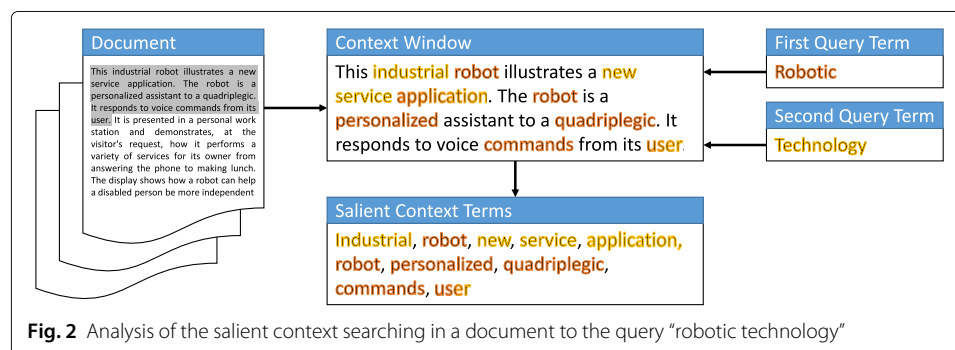 Document
This industrial robot illustrates a new
service application. The robot is a
personalized assistant to a quadriplegic.
It responds to voice commands from its
user. It is presented in a personal work
station and demonstrates, at the
visitor's request, how it performs a
variety of services for its owner from
answering the phone to making lunch.
The display shows how a robot can help
a disabled person be more independent
Context Window
This industrial robot illustrates a new
service application. The robot is a
personalized assistant to a quadriplegic. It
responds to voice commands from its user.
First Query Term
Robotic
Second Query Term
Technology
Salient Context Terms
Industrial, robot, new, service, application,
robot, personalized, quadriplegic,
commands, user
Fig. 2 Analysis of the salient context searching in a document to the query “robotic technology”